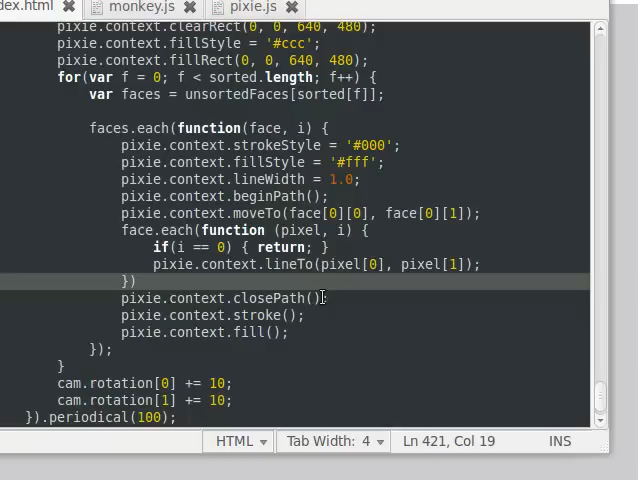 dex.html monkey.js pixie.js
pixie.context.clearRect(0, 0, 640, 480);
pixie.context.fillStyle = '#ccc';
pixie.context.fillRect(0, 0, 640, 480);
for(var f = 0; f < sorted.length; f++) {
var faces = unsortedFaces[sorted[f]];
faces.each(function(face, i) {
pixie.context.strokeStyle = '#000';
pixie.context.fillStyle = '#fff';
pixie.context.lineWidth = 1.0;
pixie.context.beginPath();
pixie.context.moveTo(face[0][0], face[0][1]);
face.each(function (pixel, i) {
if(i == 0) { return; }
pixie.context.lineTo(pixel[0], pixel[1]);
})
pixie.context.closePath();
pixie.context.stroke();
pixie.context.fill();
});
}
cam.rotation[0] += 10;
cam.rotation[1] += 10;
}).periodical(100);
HTML Tab Width: 4 Ln 421, Col 19 INS